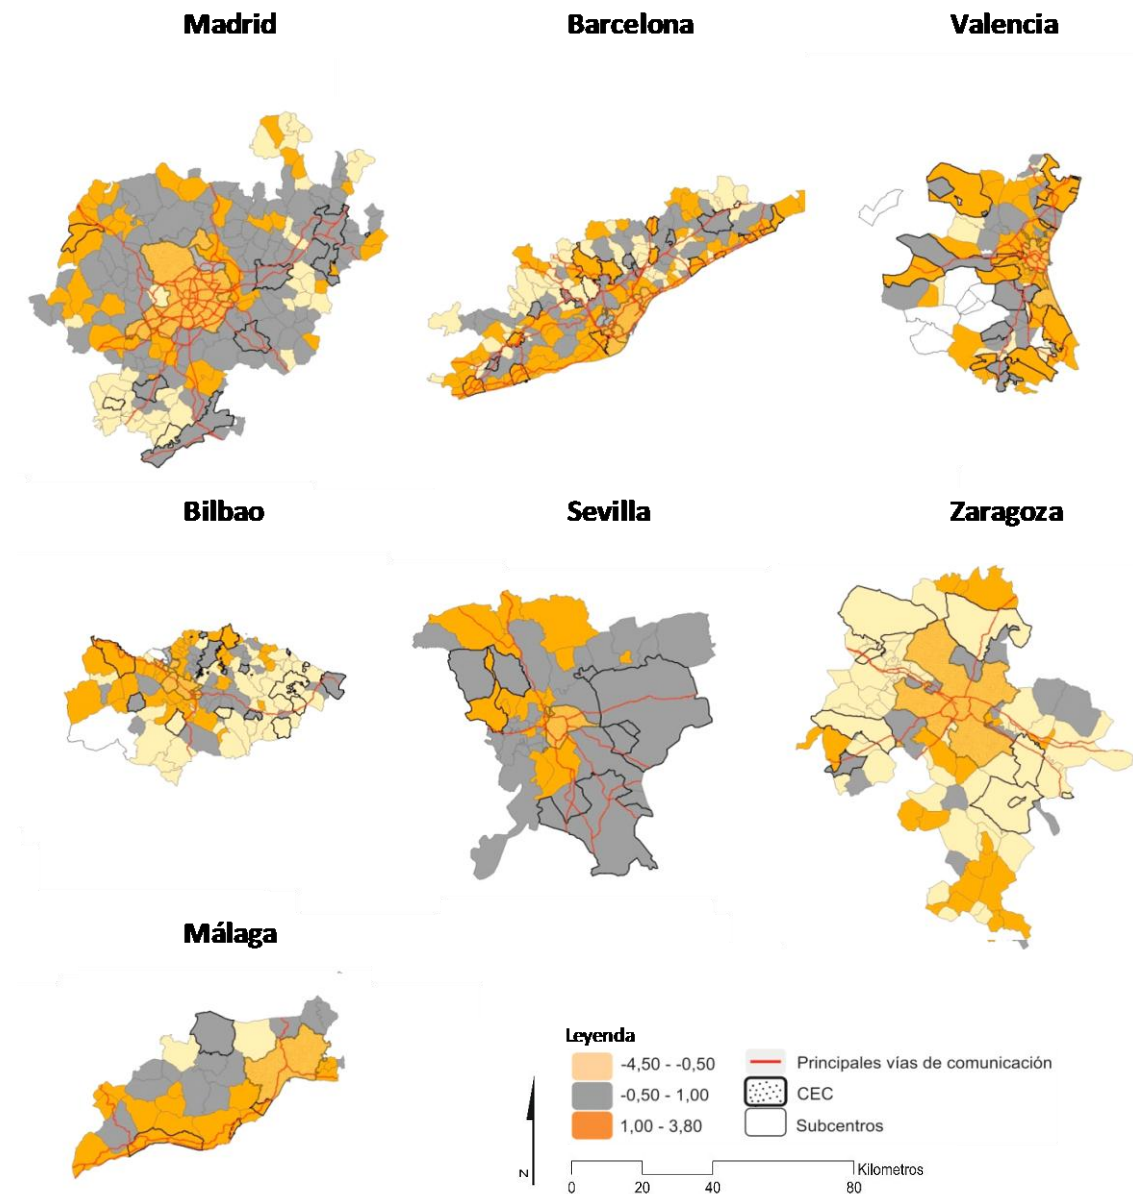 Madrid
Barcelona
Valencia
Bilbao
Sevilla
Zaragoza
Málaga
Leyenda
-4,50 - -0,50
-0,50 - 1,00
1,00 - 3,80
Principales vías de comunicación
CEC
Subcentros
N
Kilometros
0 20 40 80